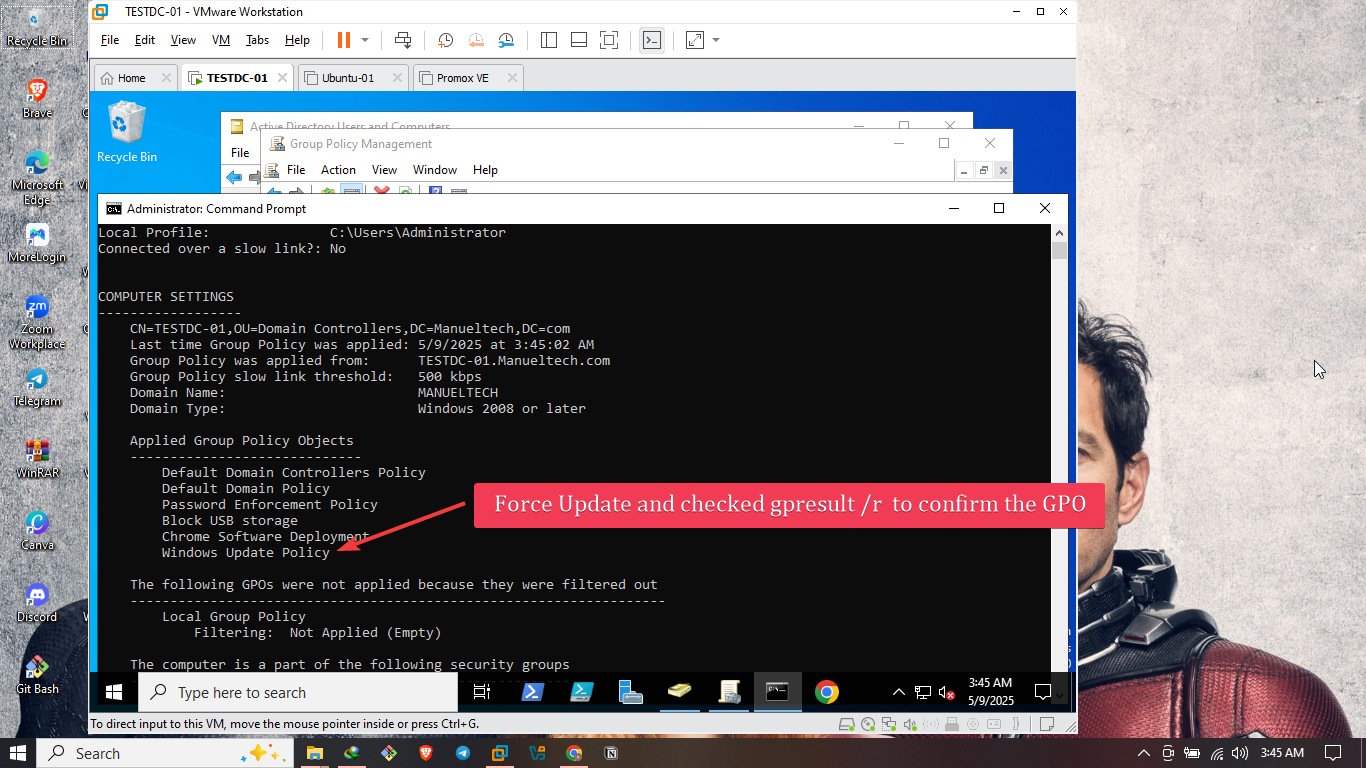 TESTDC-01 - VMware Workstation
File Edit View VM Tabs Help
Home TESTDC-01 Ubuntu-01 Promox VE
Recycle Bin
Brave
Microsoft Edge
MoreLogin
Zoom Workplace
Telegram
WinRAR
Canva
Discord
Git Bash
Recycle Bin
Active Directory Users and Computers
File
Group Policy Management
File Action View Window Help
Administrator: Command Prompt
Local Profile: C:\Users\Administrator
Connected over a slow link?: No
COMPUTER SETTINGS
------------------
CN=TESTDC-01,OU=Domain Controllers,DC=Manueltech,DC=com
Last time Group Policy was applied: 5/9/2025 at 3:45:02 AM
Group Policy was applied from: TESTDC-01.Manueltech.com
Group Policy slow link threshold: 500 kbps
Domain Name: MANUELTECH
Domain Type: Windows 2008 or later
Applied Group Policy Objects
-----------------------------
Default Domain Controllers Policy
Default Domain Policy
Password Enforcement Policy
Block USB storage
Chrome Software Deployment
Windows Update Policy
Force Update and checked gpresult /r to confirm the GPO
The following GPOs were not applied because they were filtered out
-------------------------------------------------------------------
Local Group Policy
Filtering: Not Applied (Empty)
The computer is a part of the following security groups
Type here to search
3:45 AM
5/9/2025
To direct input to this VM, move the mouse pointer inside or press Ctrl+G.
Search
3:45 AM